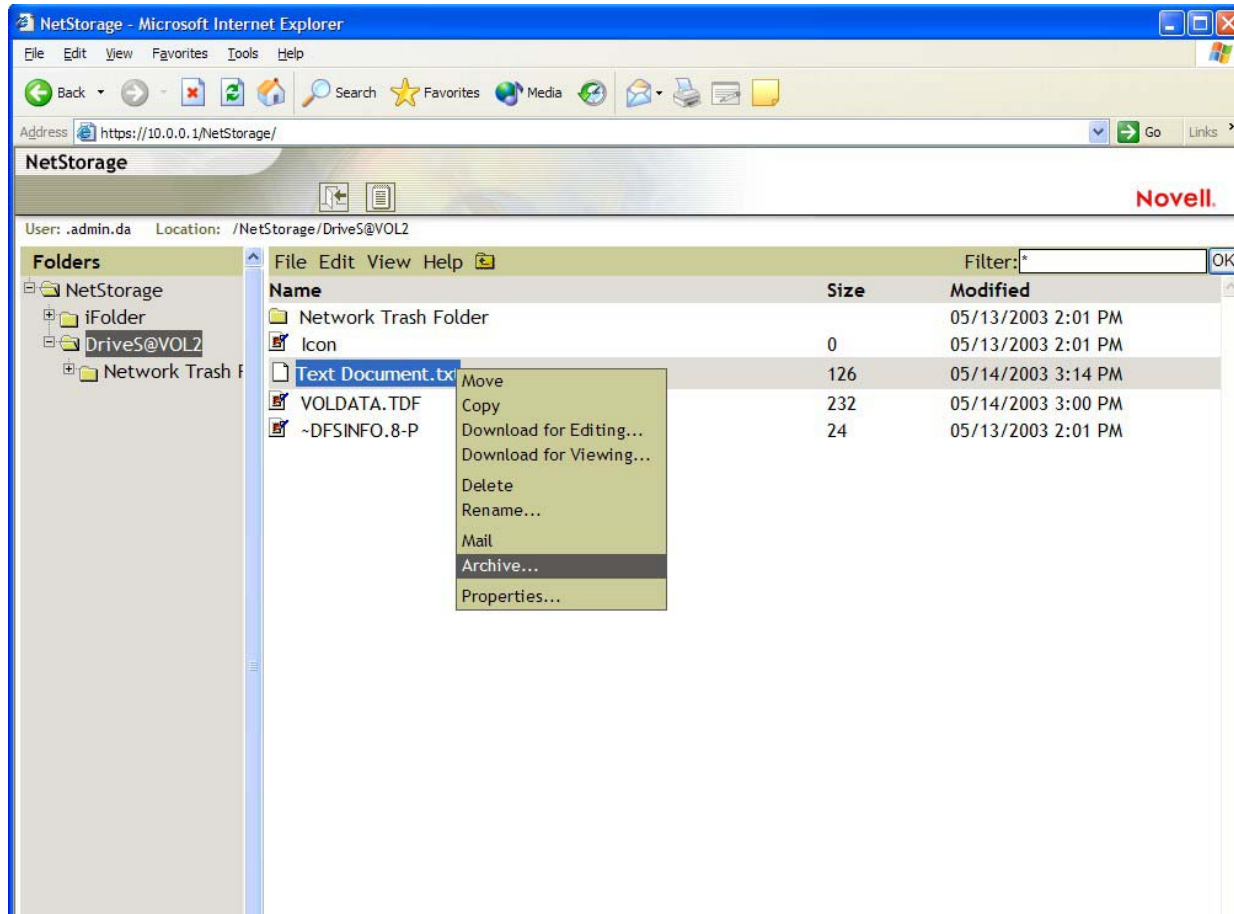 NetStorage - Microsoft Internet Explorer
File Edit View Favorites Tools Help
Back Search Favorites Media
Address https://10.0.0.1/NetStorage/ Go Links
NetStorage
Novell.
User: .admin.da Location: /NetStorage/DriveS@VOL2
Folders File Edit View Help Filter: * OK
NetStorage Name Size Modified
iFolder Network Trash Folder 05/13/2003 2:01 PM
DriveS@VOL2 Icon 0 05/13/2003 2:01 PM
Network Trash F Text Document.tx 126 05/14/2003 3:14 PM
VOLDATA.TDF 232 05/14/2003 3:00 PM
~DFSINFO.8-P 24 05/13/2003 2:01 PM
Move
Copy
Download for Editing...
Download for Viewing...
Delete
Rename...
Mail
Archive...
Properties...